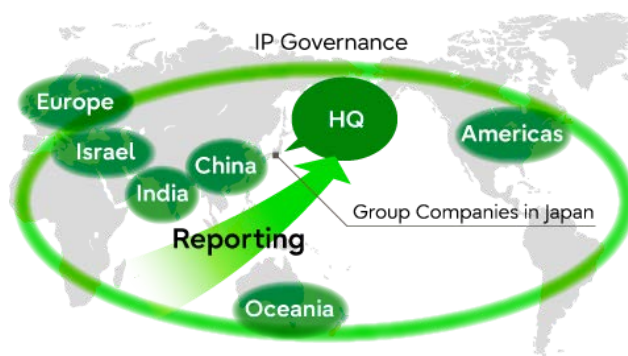 IP Governance
Europe
HQ
Americas
Israel
China
India
Group Companies in Japan
Reporting
Oceania